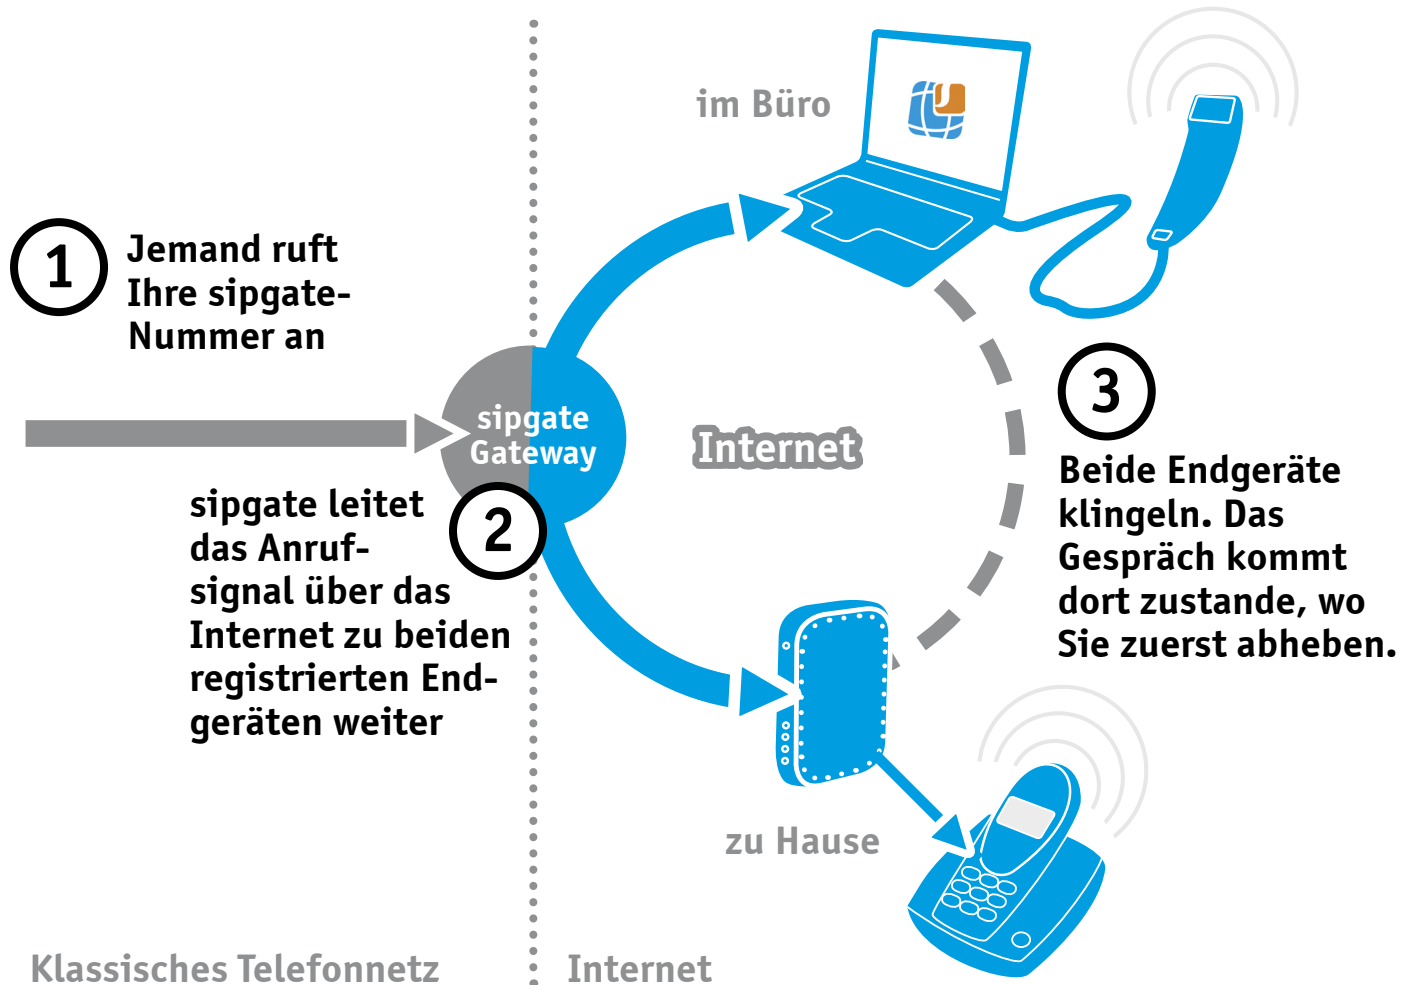 im Büro
1
Jemand ruft
Ihre sipgate-
Nummer an
sipgate
Gateway
Internet
2
sipgate leitet
das Anruf-
signal über das
Internet zu beiden
registrierten End-
geräten weiter
3
Beide Endgeräte
klingeln. Das
Gespräch kommt
dort zustande, wo
Sie zuerst abheben.
zu Hause
Klassisches Telefonnetz
Internet